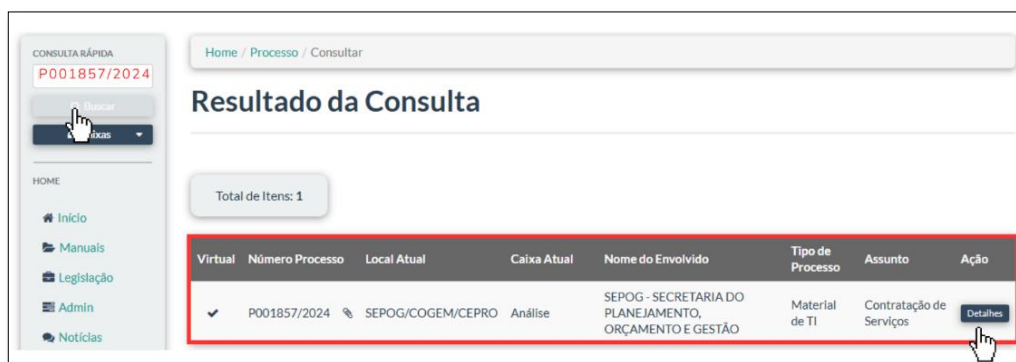 CONSULTA RÁPIDA
P001857/2024
Buscar
HOME
Início
Manuais
Legislação
Admin
Notícias
Home / Processo / Consultar
Resultado da Consulta
Total de Itens: 1
Virtual Número Processo Local Atual Caixa Atual Nome do Envolvido Tipo de Processo Assunto Ação
P001857/2024 SEPOG/COGEM/CEPRO Análise SEPOG - SECRETARIA DO PLANEJAMENTO, ORÇAMENTO E GESTÃO Material de TI Contratação de Serviços Detalhes